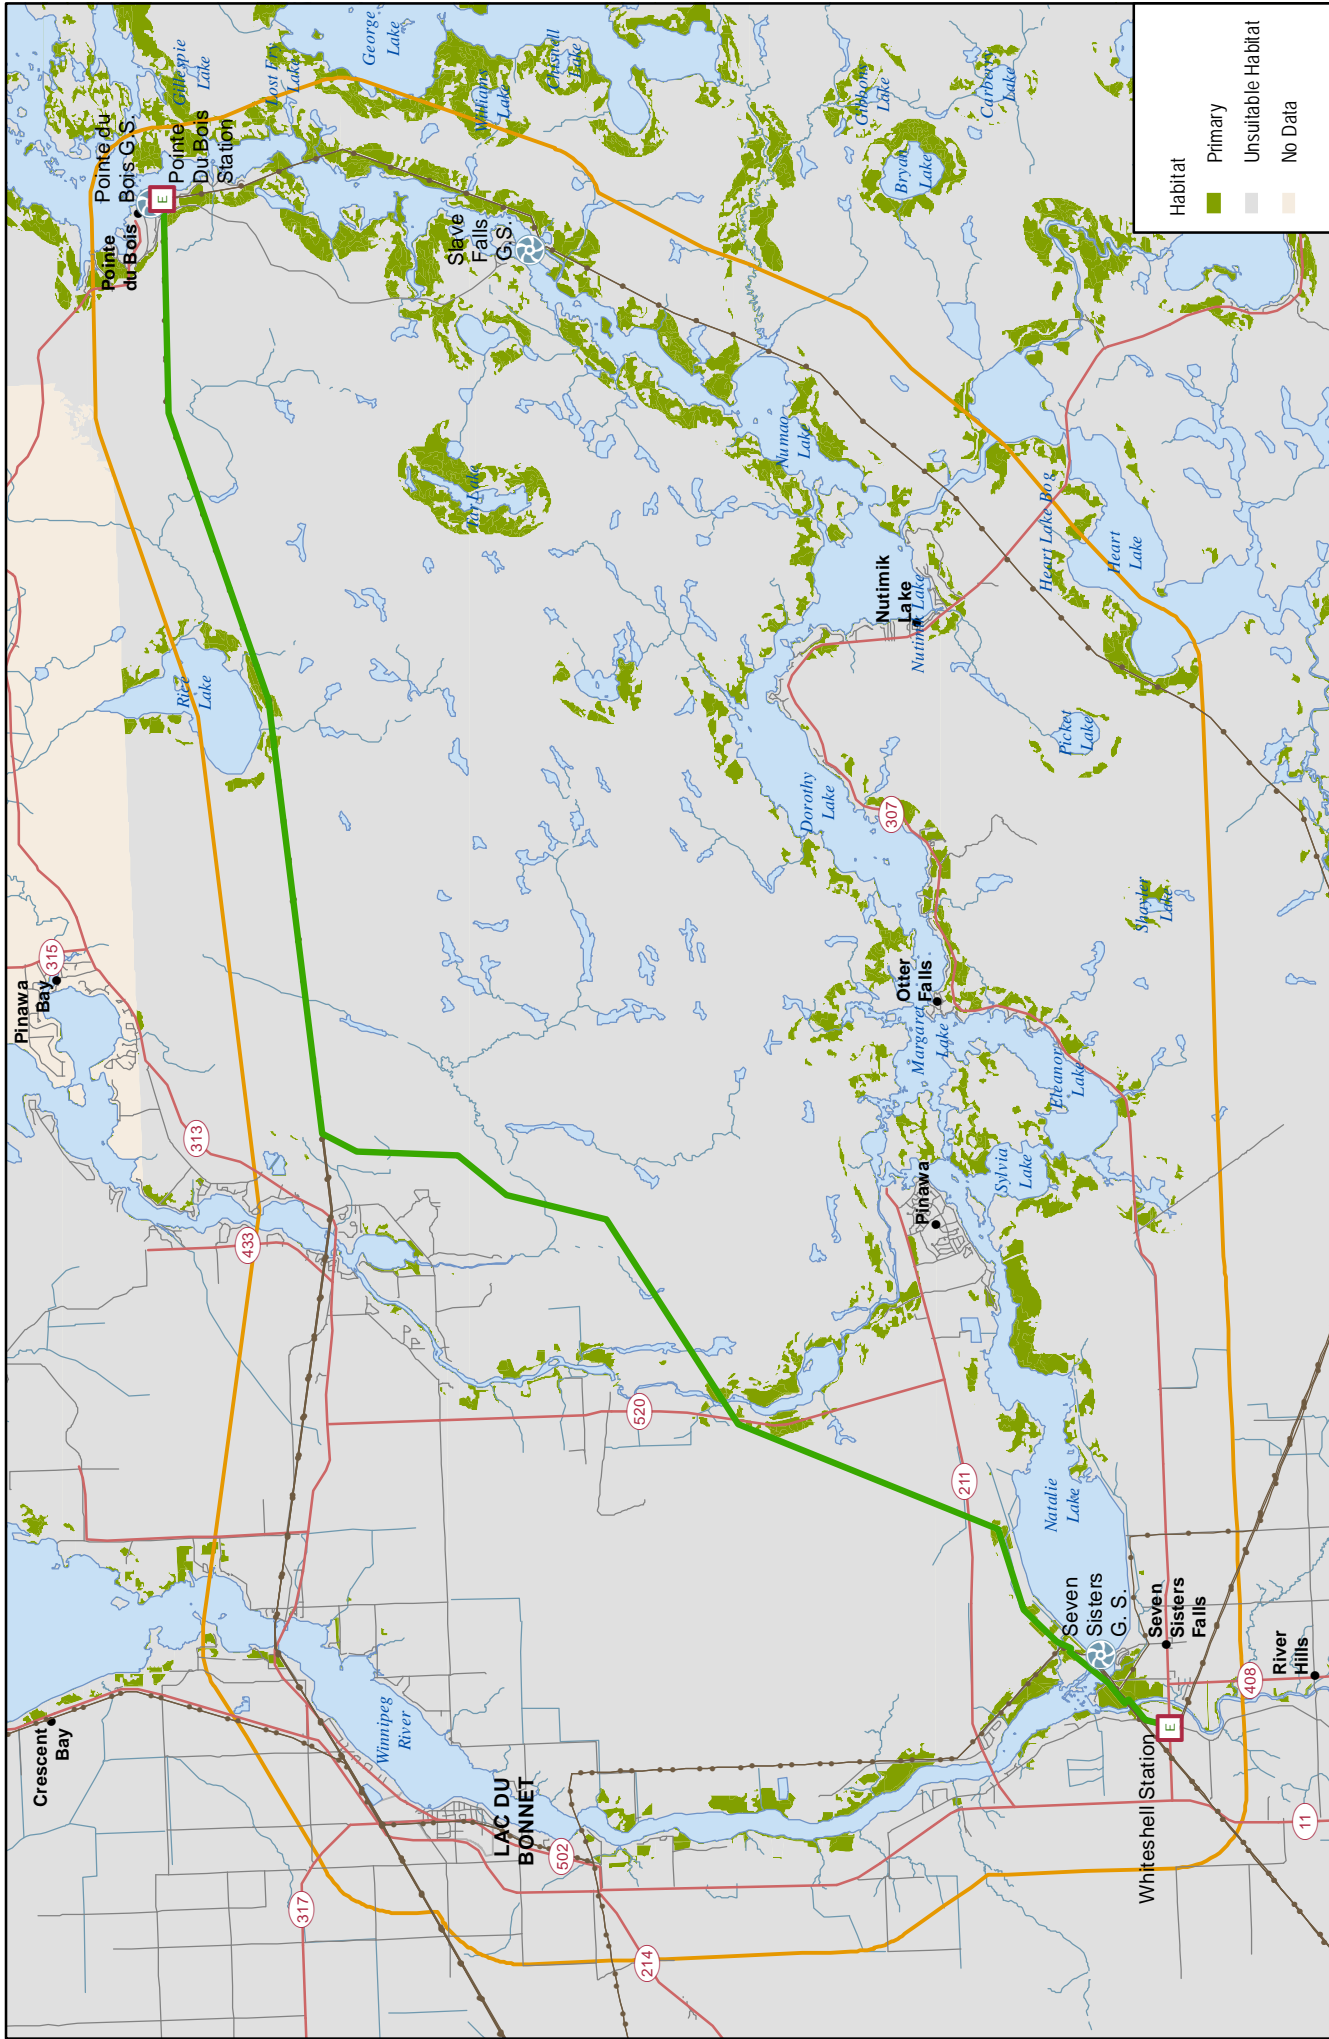 Crescent
Bay
Pinawa
Bay
315
313
433
317
502
214
520
211
307
408
11
Winnipeg
River
LAC DU
BONNET
Rice
Lake
Pointe
du Bois
Pointe du
Bois G.S.
Pointe
Du Bois
Station
E
Gillespie
Lake
Lost Fry
Lake
George
Lake
Williams
Lake
Chisnell
Lake
Slave
Falls
G.S.
Tar Lake
Gibbons
Lake
Bryan
Lake
Carberry
Lake
Numao
Lake
Nutimik
Lake
Nutimik Lake
Heart Lake Bog
Heart
Lake
Picket
Lake
Dorothy
Lake
Shayler
Lake
Otter
Falls
Margaret
Lake
Eleanor
Lake
Sylvia
Lake
Pinawa
Natalie
Lake
Seven
Sisters
G. S.
Seven
Sisters
Falls
River
Hills
Whiteshell Station
E
Habitat
Primary
Unsuitcable Habitat
No Data